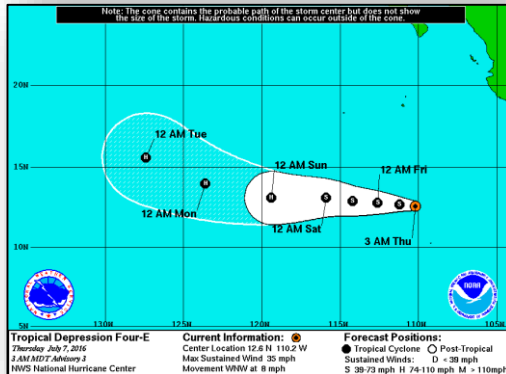 Note: The cone contains the probable path of the storm center but does not show
the size of the storm. Hazardous conditions can occur outside of the cone.
20N
15N
10N
5N
130W
125W
120W
115W
110W
105W
12 AM Tue
12 AM Sun
12 AM Fri
12 AM Mon
12 AM Sat
3 AM Thu
H
H
H
S
S
S
S
noaa
Tropical Depression Four-E
Thursday July 7, 2016
3 AM MDT Advisory 3
NWS National Hurricane Center
Current Information:
Center Location 12.6 N 110.2 W
Max Sustained Wind 35 mph
Movement WNW at 8 mph
Forecast Positions:
Tropical Cyclone Post-Tropical
Sustained Winds: D < 39 mph
S 39-73 mph H 74-110 mph M > 110mph